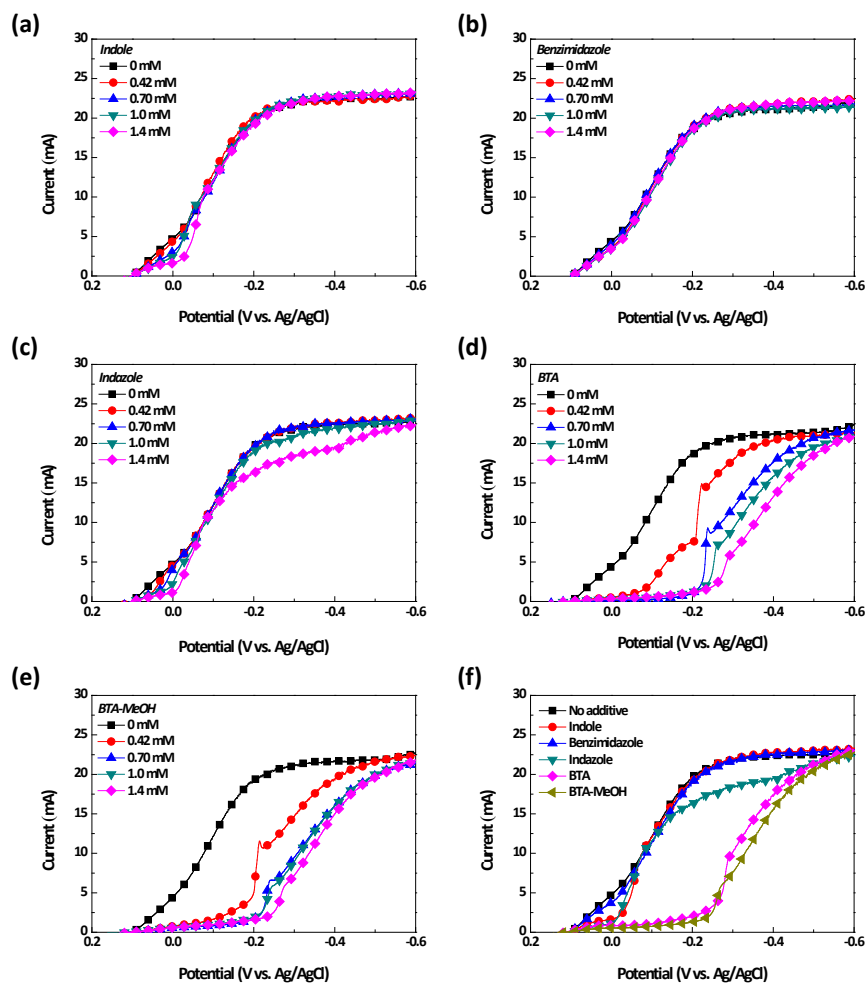 (a)
Indole
0 mM
0.42 mM
0.70 mM
1.0 mM
1.4 mM
30
25
20
15
10
5
0
Current (mA)
0.2 0.0 -0.2 -0.4 -0.6
Potential (V vs. Ag/AgCl)
(b)
Benzimidazole
0 mM
0.42 mM
0.70 mM
1.0 mM
1.4 mM
30
25
20
15
10
5
0
Current (mA)
0.2 0.0 -0.2 -0.4 -0.6
Potential (V vs. Ag/AgCl)
(c)
Indazole
0 mM
0.42 mM
0.70 mM
1.0 mM
1.4 mM
30
25
20
15
10
5
0
Current (mA)
0.2 0.0 -0.2 -0.4 -0.6
Potential (V vs. Ag/AgCl)
(d)
BTA
0 mM
0.42 mM
0.70 mM
1.0 mM
1.4 mM
30
25
20
15
10
5
0
Current (mA)
0.2 0.0 -0.2 -0.4 -0.6
Potential (V vs. Ag/AgCl)
(e)
BTA-MeOH
0 mM
0.42 mM
0.70 mM
1.0 mM
1.4 mM
30
25
20
15
10
5
0
Current (mA)
0.2 0.0 -0.2 -0.4 -0.6
Potential (V vs. Ag/AgCl)
(f)
No additive
Indole
Benzimidazole
Indazole
BTA
BTA-MeOH
30
25
20
15
10
5
0
Current (mA)
0.2 0.0 -0.2 -0.4 -0.6
Potential (V vs. Ag/AgCl)